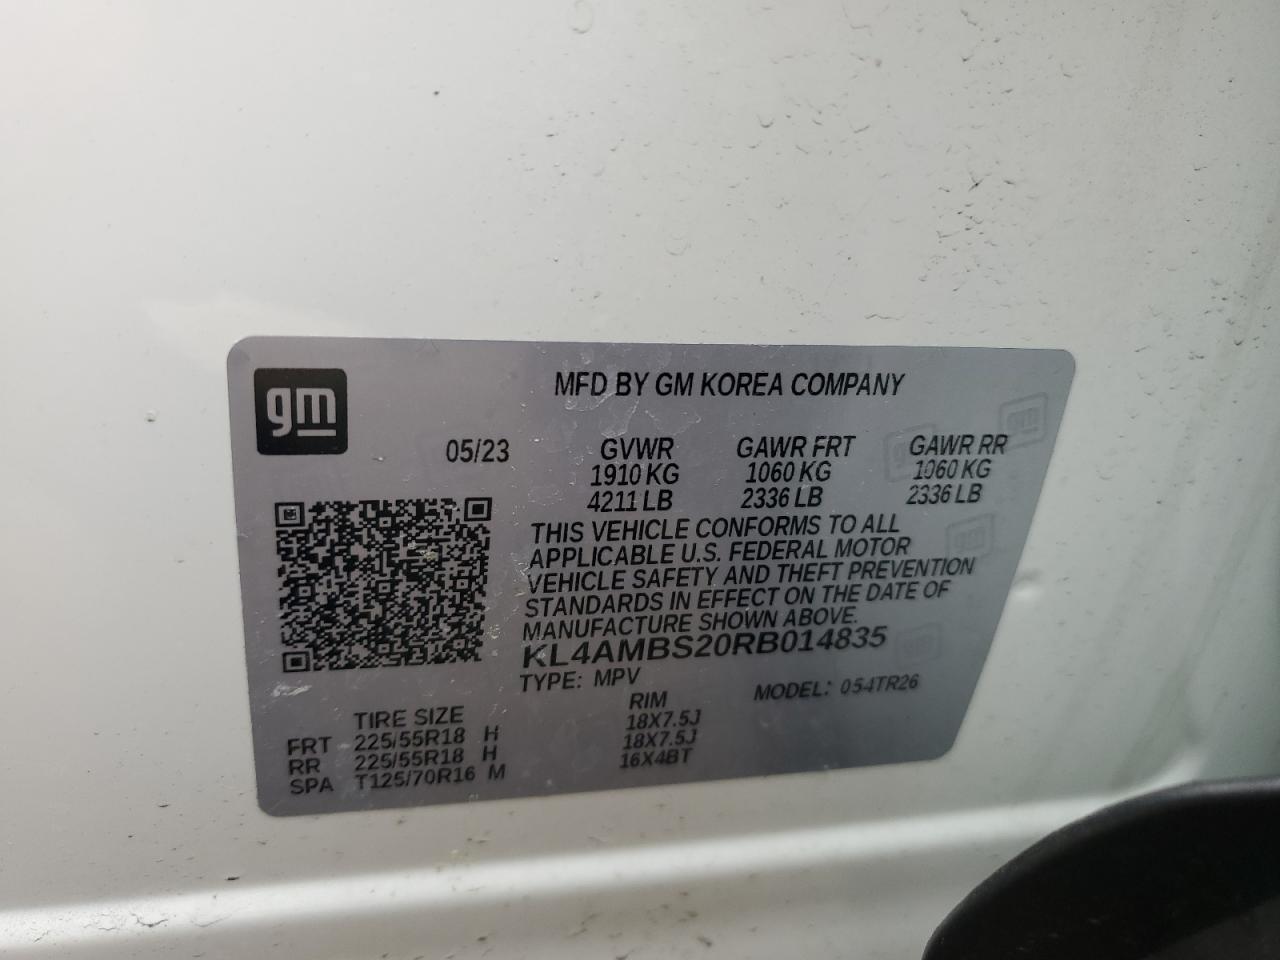 gm
MFD BY GM KOREA COMPANY
05/23 GVWR GAWR FRT GAWR RR
1910 KG 1060 KG 1060 KG
4211 LB 2336 LB 2336 LB
THIS VEHICLE CONFORMS TO ALL
APPLICABLE U.S. FEDERAL MOTOR
VEHICLE SAFETY AND THEFT PREVENTION
STANDARDS IN EFFECT ON THE DATE OF
MANUFACTURE SHOWN ABOVE.
KL4AMBS20RB014835
TYPE: MPV MODEL: 054TR26
TIRE SIZE RIM
FRT 225/55R18 H 18X7.5J
RR 225/55R18 H 18X7.5J
SPA T125/70R16 M 16X4BT